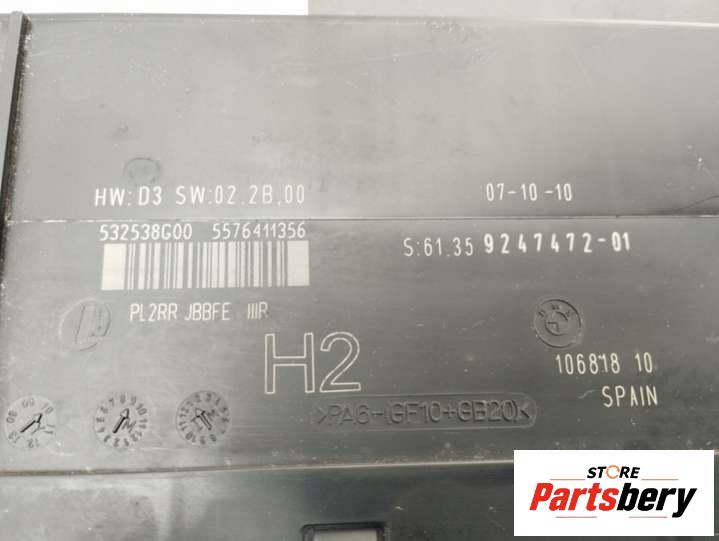 HW:D3 SW:02.2B.00
07-10-10
532538G00 5576411356
S:61.35 9247472-01
PL2RR JBBFE IIIR
BMW
H2
106818 10
SPAIN
>PA6-(GF10+GB20)<
STORE
Partsbery